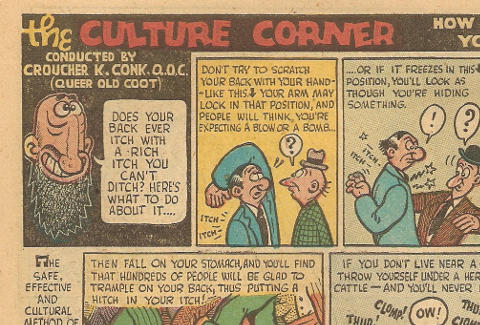 the CULTURE CORNER
HOW
YO
CONDUCTED BY
CROUCHER K. CONK. Q.O.C.
(QUEER OLD COOT)
DOES YOUR
BACK EVER
ITCH WITH
A RICH
ITCH YOU
CAN'T
DITCH? HERE'S
WHAT TO DO
ABOUT IT....
DON'T TRY TO SCRATCH
YOUR BACK WITH YOUR HAND-
-LIKE THIS YOUR ARM MAY
LOCK IN THAT POSITION, AND
PEOPLE WILL THINK, YOU'RE
EXPECTING A BLOW OR A BOMB...
?
ITCH-
ITCH-
...OR IF IT FREEZES IN THIS
POSITION, YOU'LL LOOK AS
THOUGH YOU'RE HIDING
SOMETHING.
! ?
ITCH-
ITCH-
THE
SAFE,
EFFECTIVE
AND
CULTURAL
METHOD OF
THEN FALL ON YOUR STOMACH, AND YOU'LL FIND
THAT HUNDREDS OF PEOPLE WILL BE GLAD TO
TRAMPLE ON YOUR BACK, THUS PUTTING A
HITCH IN YOUR ITCH!
IF YOU DON'T LIVE NEAR A
THROW YOURSELF UNDER A HER
CATTLE — AND YOU'LL NEVER
CLOMP! OW! THU
THUD! CLO